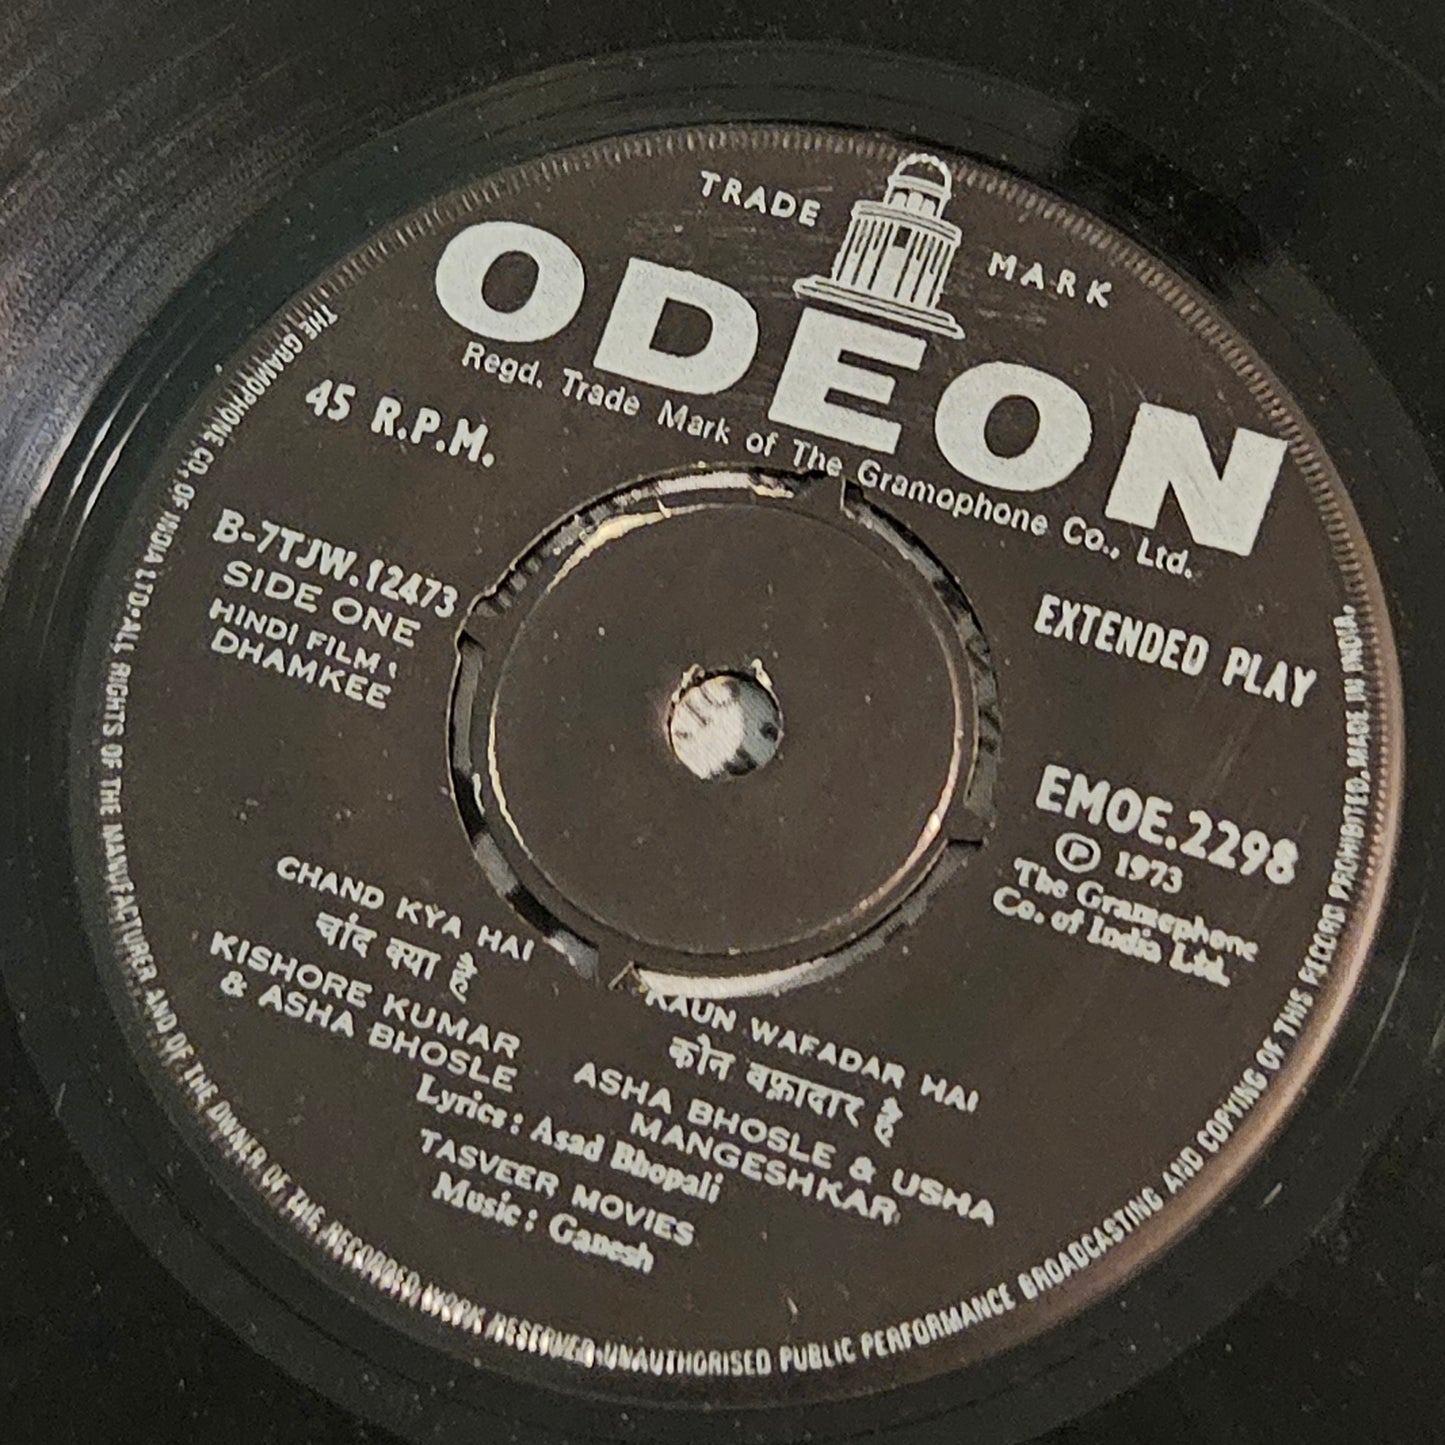 TRADE MARK
ODEON
Regd. Trade Mark of The Gramophone Co., Ltd.
45 R.P.M.
EXTENDED PLAY
B-7TJW.12473
SIDE ONE
HINDI FILM :
DHAMKEE
EMOE.2298
Ⓟ 1973
The Gramophone
Co. of India Ltd.
CHAND KYA HAI
चांद क्या है
KISHORE KUMAR
& ASHA BHOSLE
KAUN WAFADAR HAI
कौन वफ़ादार है
ASHA BHOSLE & USHA
MANGESHKAR
Lyrics : Asad Bhopali
TASVEER MOVIES
Music : Ganesh
THE GRAMOPHONE CO. OF INDIA LTD. ALL RIGHTS OF THE MANUFACTURER AND OF THE OWNER OF THE RECORDED WORK RESERVED. UNAUTHORISED PUBLIC PERFORMANCE BROADCASTING AND COPYING OF THIS RECORD PROHIBITED. MADE IN INDIA.